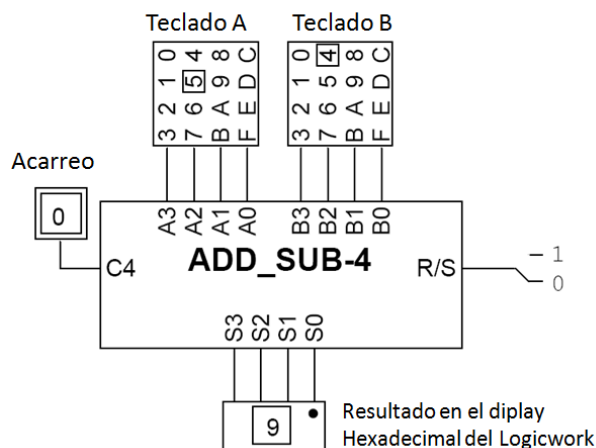 Teclado A
Teclado B
0 4 8 C
1 5 9 D
2 6 A E
3 7 B F
0 4 8 C
1 5 9 D
2 6 A E
3 7 B F
Acarreo
0
A3 A2 A1 A0
B3 B2 B1 B0
C4
ADD_SUB-4
R/S
1
0
S3 S2 S1 S0
9
Resultado en el diplay
Hexadecimal del Logicwork